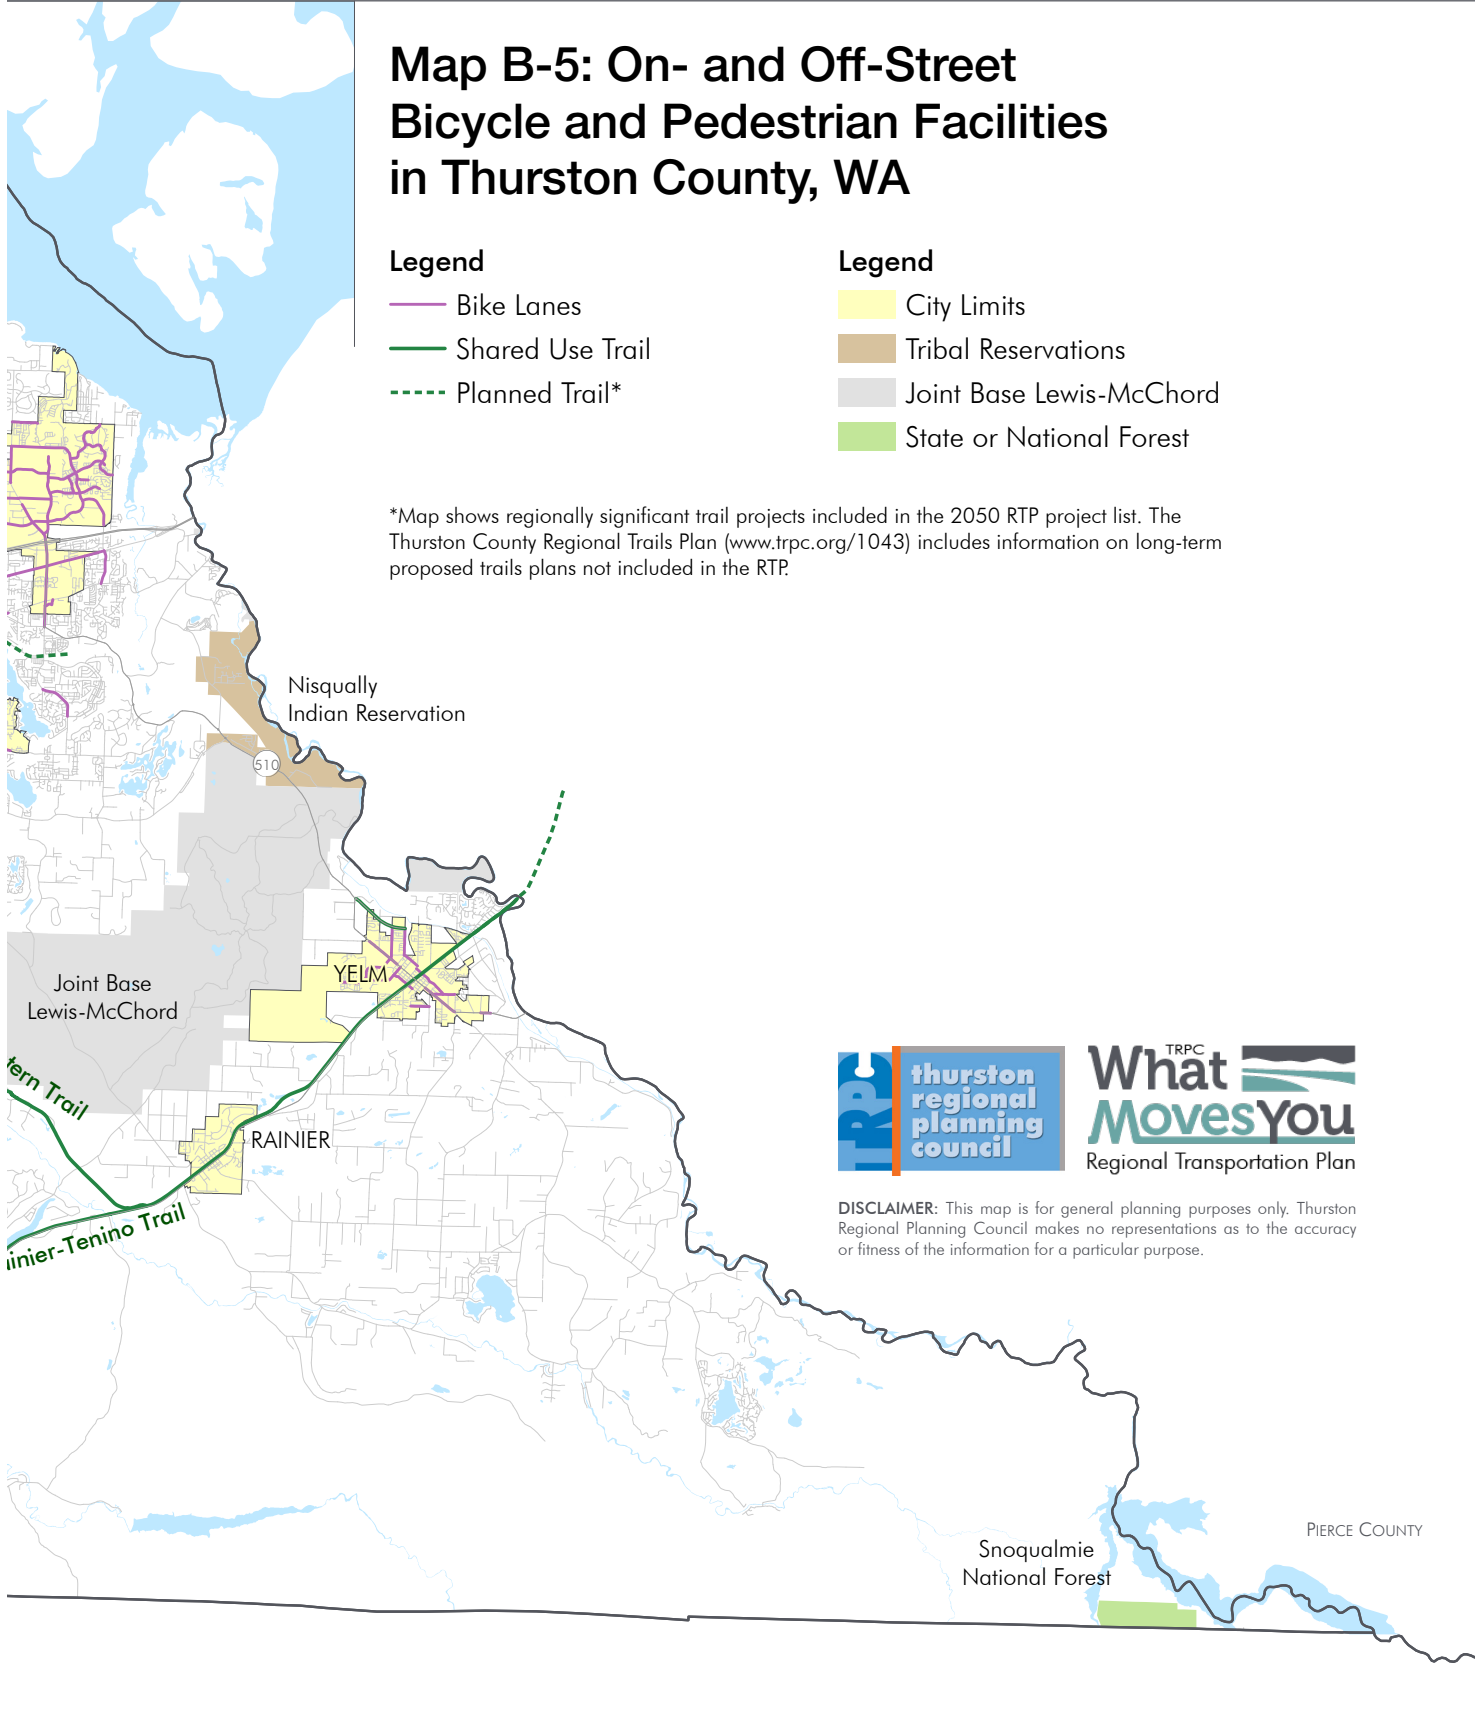 Map B-5: On- and Off-Street
Bicycle and Pedestrian Facilities
in Thurston County, WA
Legend
Bike Lanes
Shared Use Trail
Planned Trail*
Legend
City Limits
Tribal Reservations
Joint Base Lewis-McChord
State or National Forest
*Map shows regionally significant trail projects included in the 2050 RTP project list. The
Thurston County Regional Trails Plan (www.trpc.org/1043) includes information on long-term
proposed trails plans not included in the RTP.
Nisqually
Indian Reservation
510
YELM
Joint Base
Lewis-McChord
tern Trail
RAINIER
inier-Tenino Trail
TRPC
thurston
regional
planning
council
TRPC
What
MovesYou
Regional Transportation Plan
DISCLAIMER: This map is for general planning purposes only. Thurston
Regional Planning Council makes no representations as to the accuracy
or fitness of the information for a particular purpose.
PIERCE COUNTY
Snoqualmie
National Forest